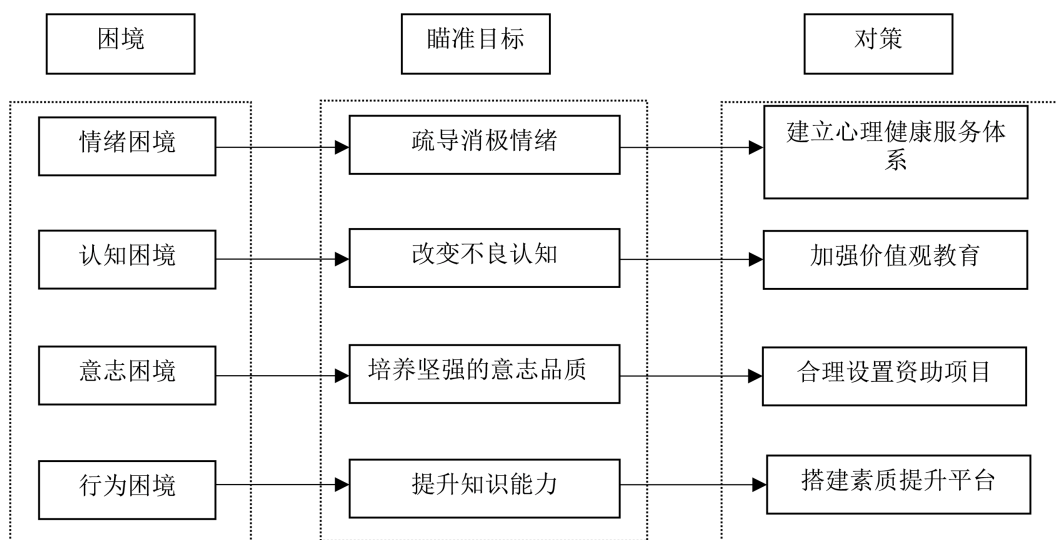 困境
瞄准目标
对策
情绪困境
疏导消极情绪
建立心理健康服务体
系
认知困境
改变不良认知
加强价值观教育
意志困境
培养坚强的意志品质
合理设置资助项目
行为困境
提升知识能力
搭建素质提升平台